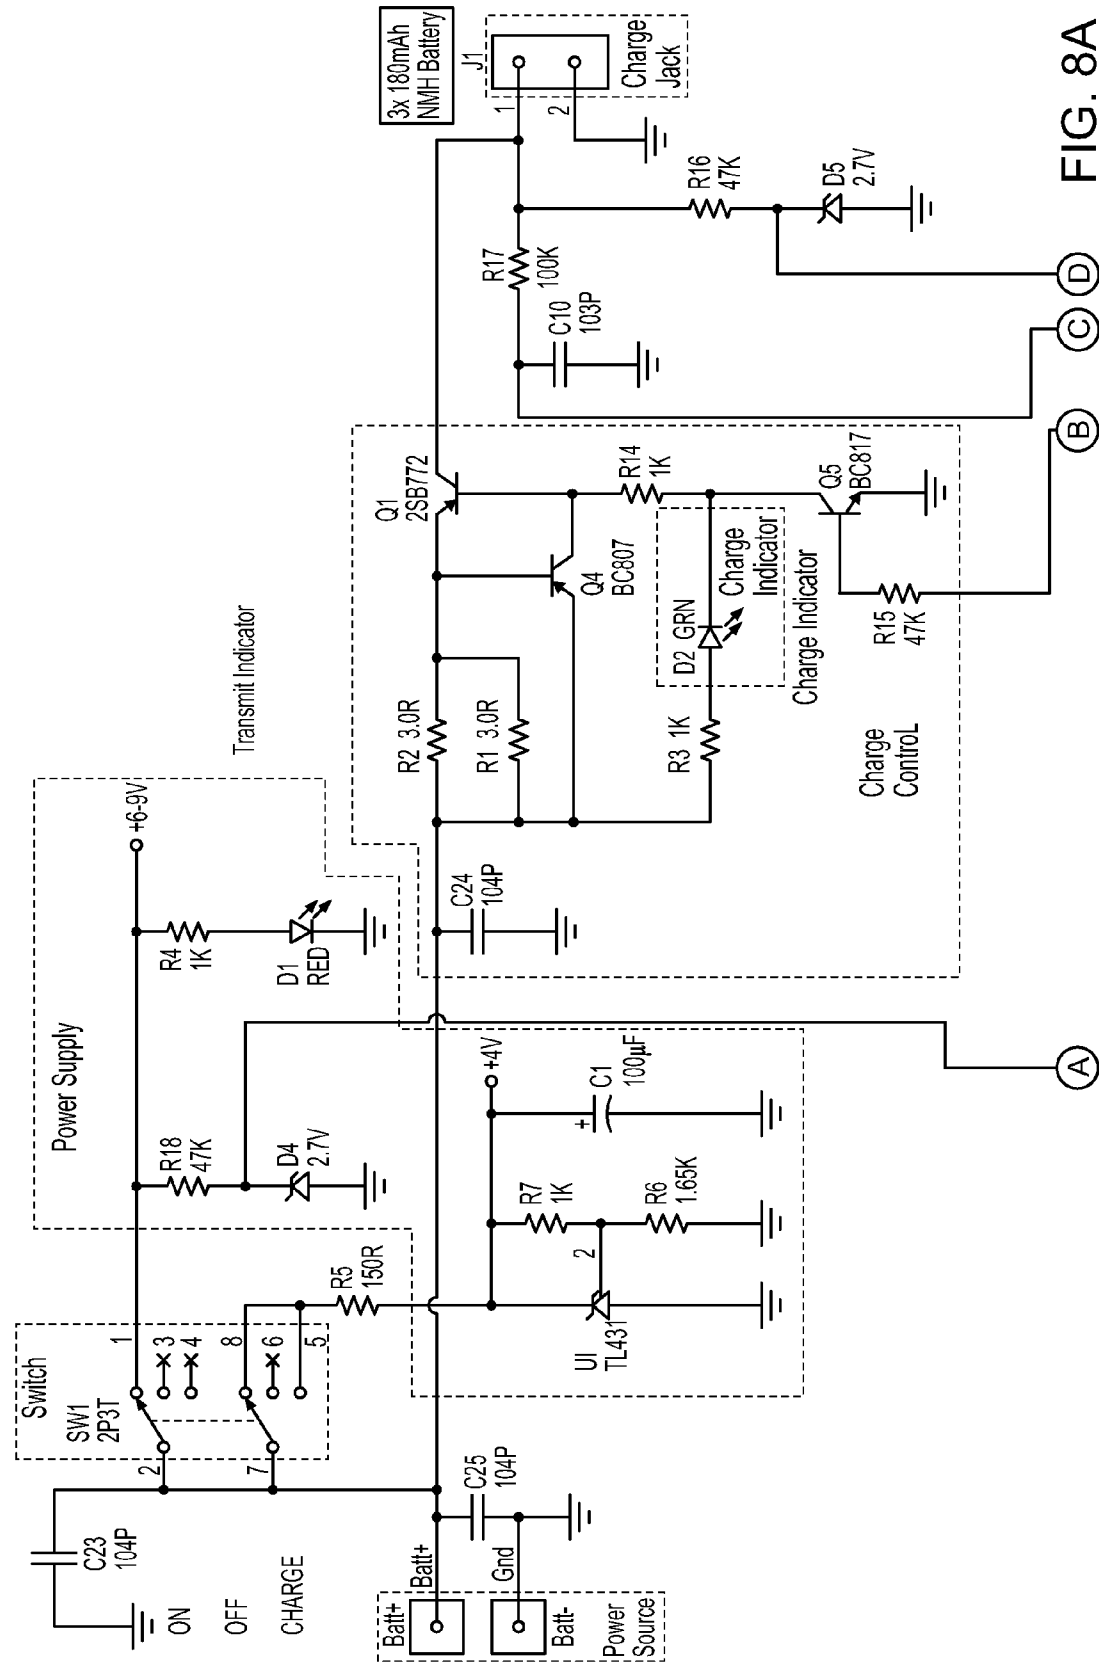 Switch
SW1
2P3T
1
3
4
8
6
5
2
7
C23
104P
ON
OFF
CHARGE
Batt+
Batt+
Gnd
Batt-
Power
Source
C25
104P
R5
150R
Power Supply
R18
47K
D4
2.7V
R4
1K
D1
RED
+6-9V
Transmit Indicator
+4V
UI
TL431
2
R7
1K
R6
1.65K
+
C1
100µF
C24
104P
R2 3.0R
R1 3.0R
R3 1K
Q1
2SB772
Q4
BC807
D2 GRN
Charge
Indicator
Charge Indicator
Charge
ControL
R14
1K
Q5
BC817
R15
47K
3x 180mAh
NMH Battery
J1
1
2
Charge
Jack
R17
100K
C10
103P
R16
47K
D5
2.7V
A
B
C
D
FIG. 8A